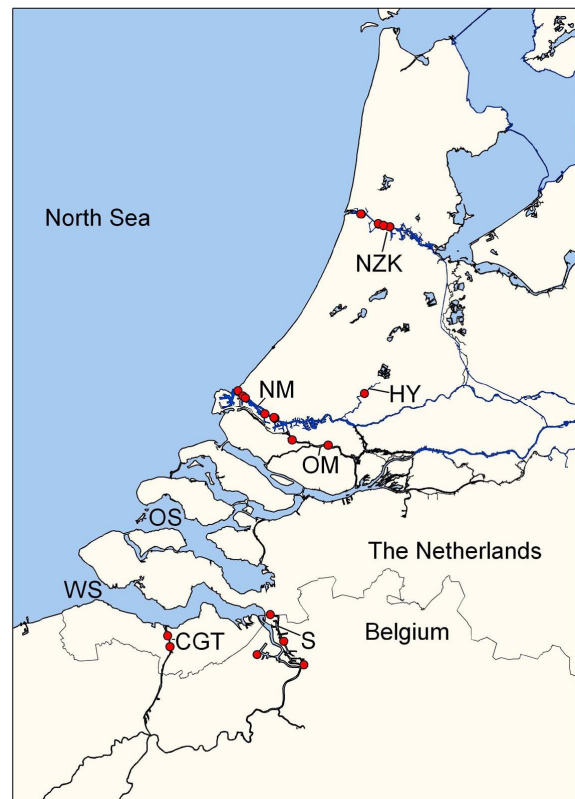 North Sea
NZK
NM
HY
OM
OS
The Netherlands
WS
Belgium
CGT
S